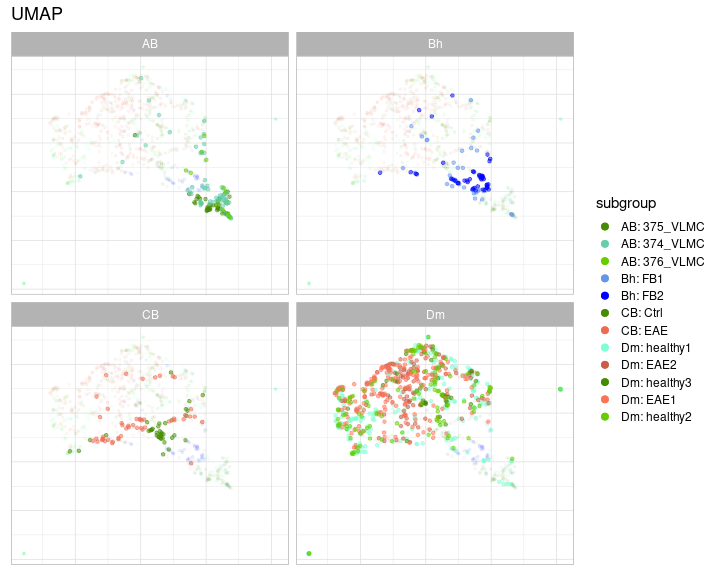 UMAP
AB
Bh
CB
Dm
subgroup
AB: 375_VLMC
AB: 374_VLMC
AB: 376_VLMC
Bh: FB1
Bh: FB2
CB: Ctrl
CB: EAE
Dm: healthy1
Dm: EAE2
Dm: healthy3
Dm: EAE1
Dm: healthy2